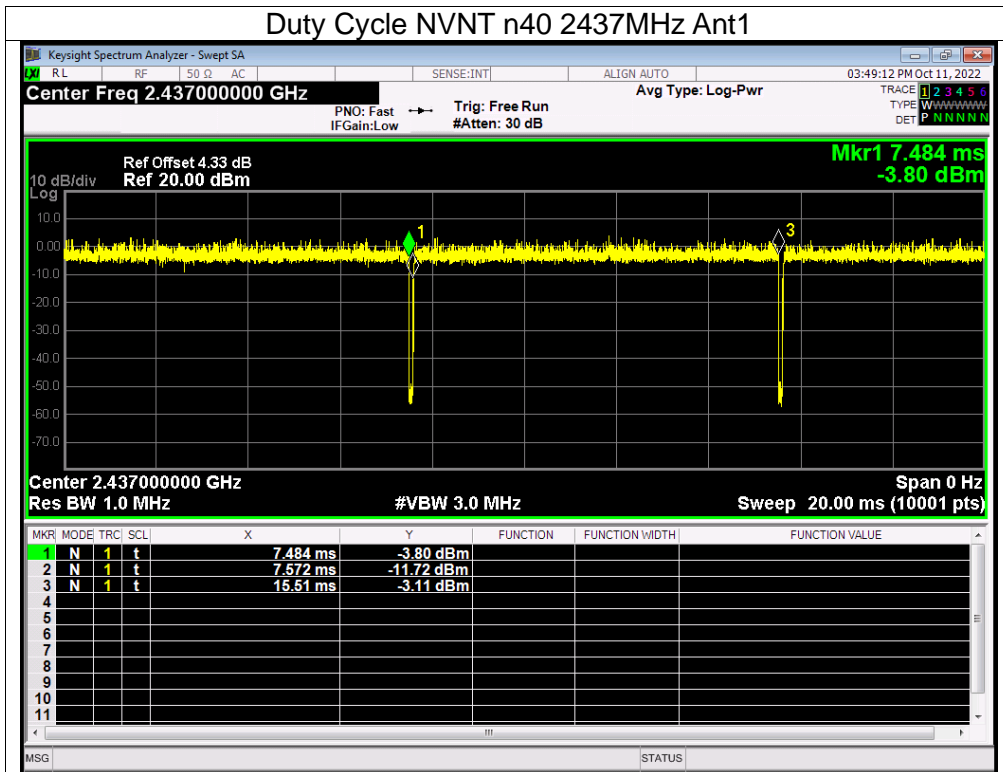 Duty Cycle NVNT n40 2437MHz Ant1
Keysight Spectrum Analyzer - Swept SA
LXI RL RF 50 Ω AC SENSE:INT ALIGN AUTO 03:49:12 PM Oct 11, 2022
Center Freq 2.437000000 GHz Avg Type: Log-Pwr TRACE 1 2 3 4 5 6
PNO: Fast Trig: Free Run TYPE WWWWWW
IFGain:Low #Atten: 30 dB DET P N N N N N
Mkr1 7.484 ms
Ref Offset 4.33 dB
10 dB/div Ref 20.00 dBm -3.80 dBm
Log
10.0
0.00
-10.0
-20.0
-30.0
-40.0
-50.0
-60.0
-70.0
1
3
Center 2.437000000 GHz Span 0 Hz
Res BW 1.0 MHz #VBW 3.0 MHz Sweep 20.00 ms (10001 pts)
MKR MODE TRC SCL X Y FUNCTION FUNCTION WIDTH FUNCTION VALUE
1 N 1 t 7.484 ms -3.80 dBm
2 N 1 t 7.572 ms -11.72 dBm
3 N 1 t 15.51 ms -3.11 dBm
4
5
6
7
8
9
10
11
MSG STATUS